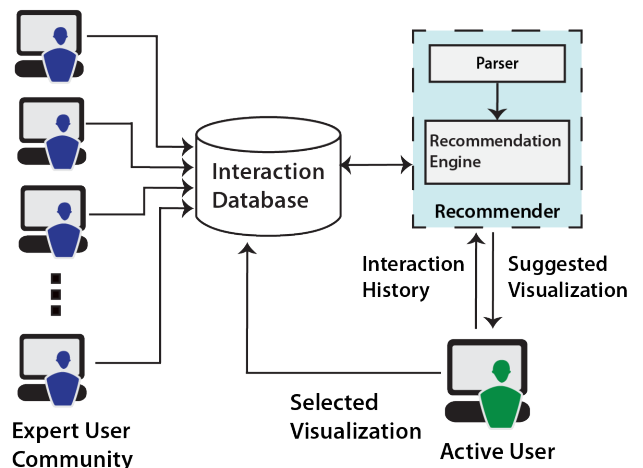 Parser
Recommendation
Engine
Recommender
Interaction
Database
Interaction
History
Suggested
Visualization
Selected
Visualization
Expert User
Community
Active User